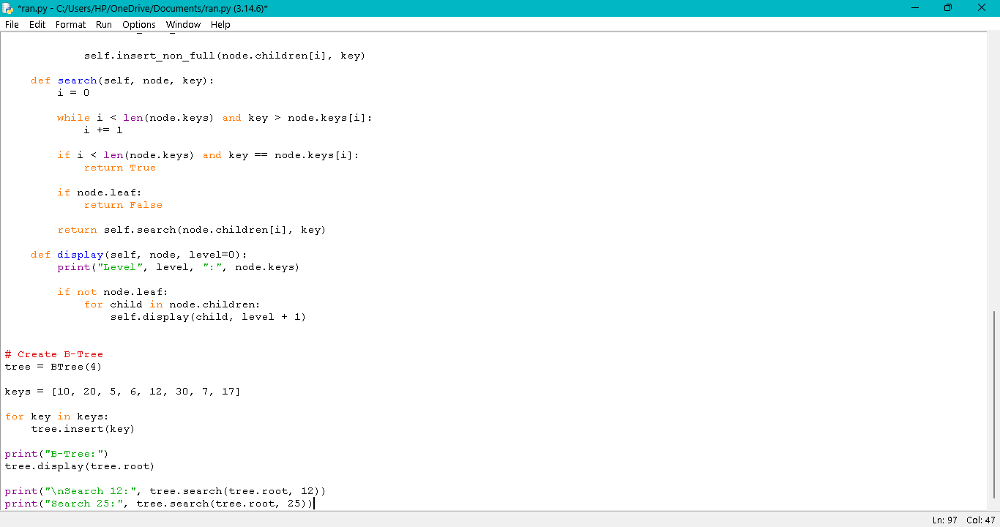 *ran.py - C:/Users/HP/OneDrive/Documents/ran.py (3.14.6)*
File Edit Format Run Options Window Help
            self.insert_non_full(node.children[i], key)
    def search(self, node, key):
        i = 0
        while i < len(node.keys) and key > node.keys[i]:
            i += 1
        if i < len(node.keys) and key == node.keys[i]:
            return True
        if node.leaf:
            return False
        return self.search(node.children[i], key)
    def display(self, node, level=0):
        print("Level", level, ":", node.keys)
        if not node.leaf:
            for child in node.children:
                self.display(child, level + 1)
# Create B-Tree
tree = BTree(4)
keys = [10, 20, 5, 6, 12, 30, 7, 17]
for key in keys:
    tree.insert(key)
print("B-Tree:")
tree.display(tree.root)
print("\nSearch 12:", tree.search(tree.root, 12))
print("Search 25:", tree.search(tree.root, 25))
Ln: 97 Col: 47